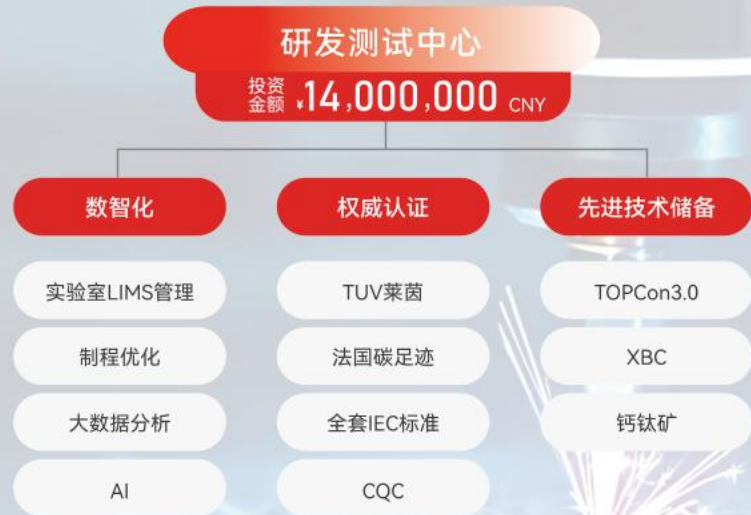 研发测试中心
投资金额 ¥14,000,000 CNY
数智化
权威认证
先进技术储备
实验室LIMS管理
TUV莱茵
TOPCon3.0
制程优化
法国碳足迹
XBC
大数据分析
全套IEC标准
钙钛矿
AI
CQC